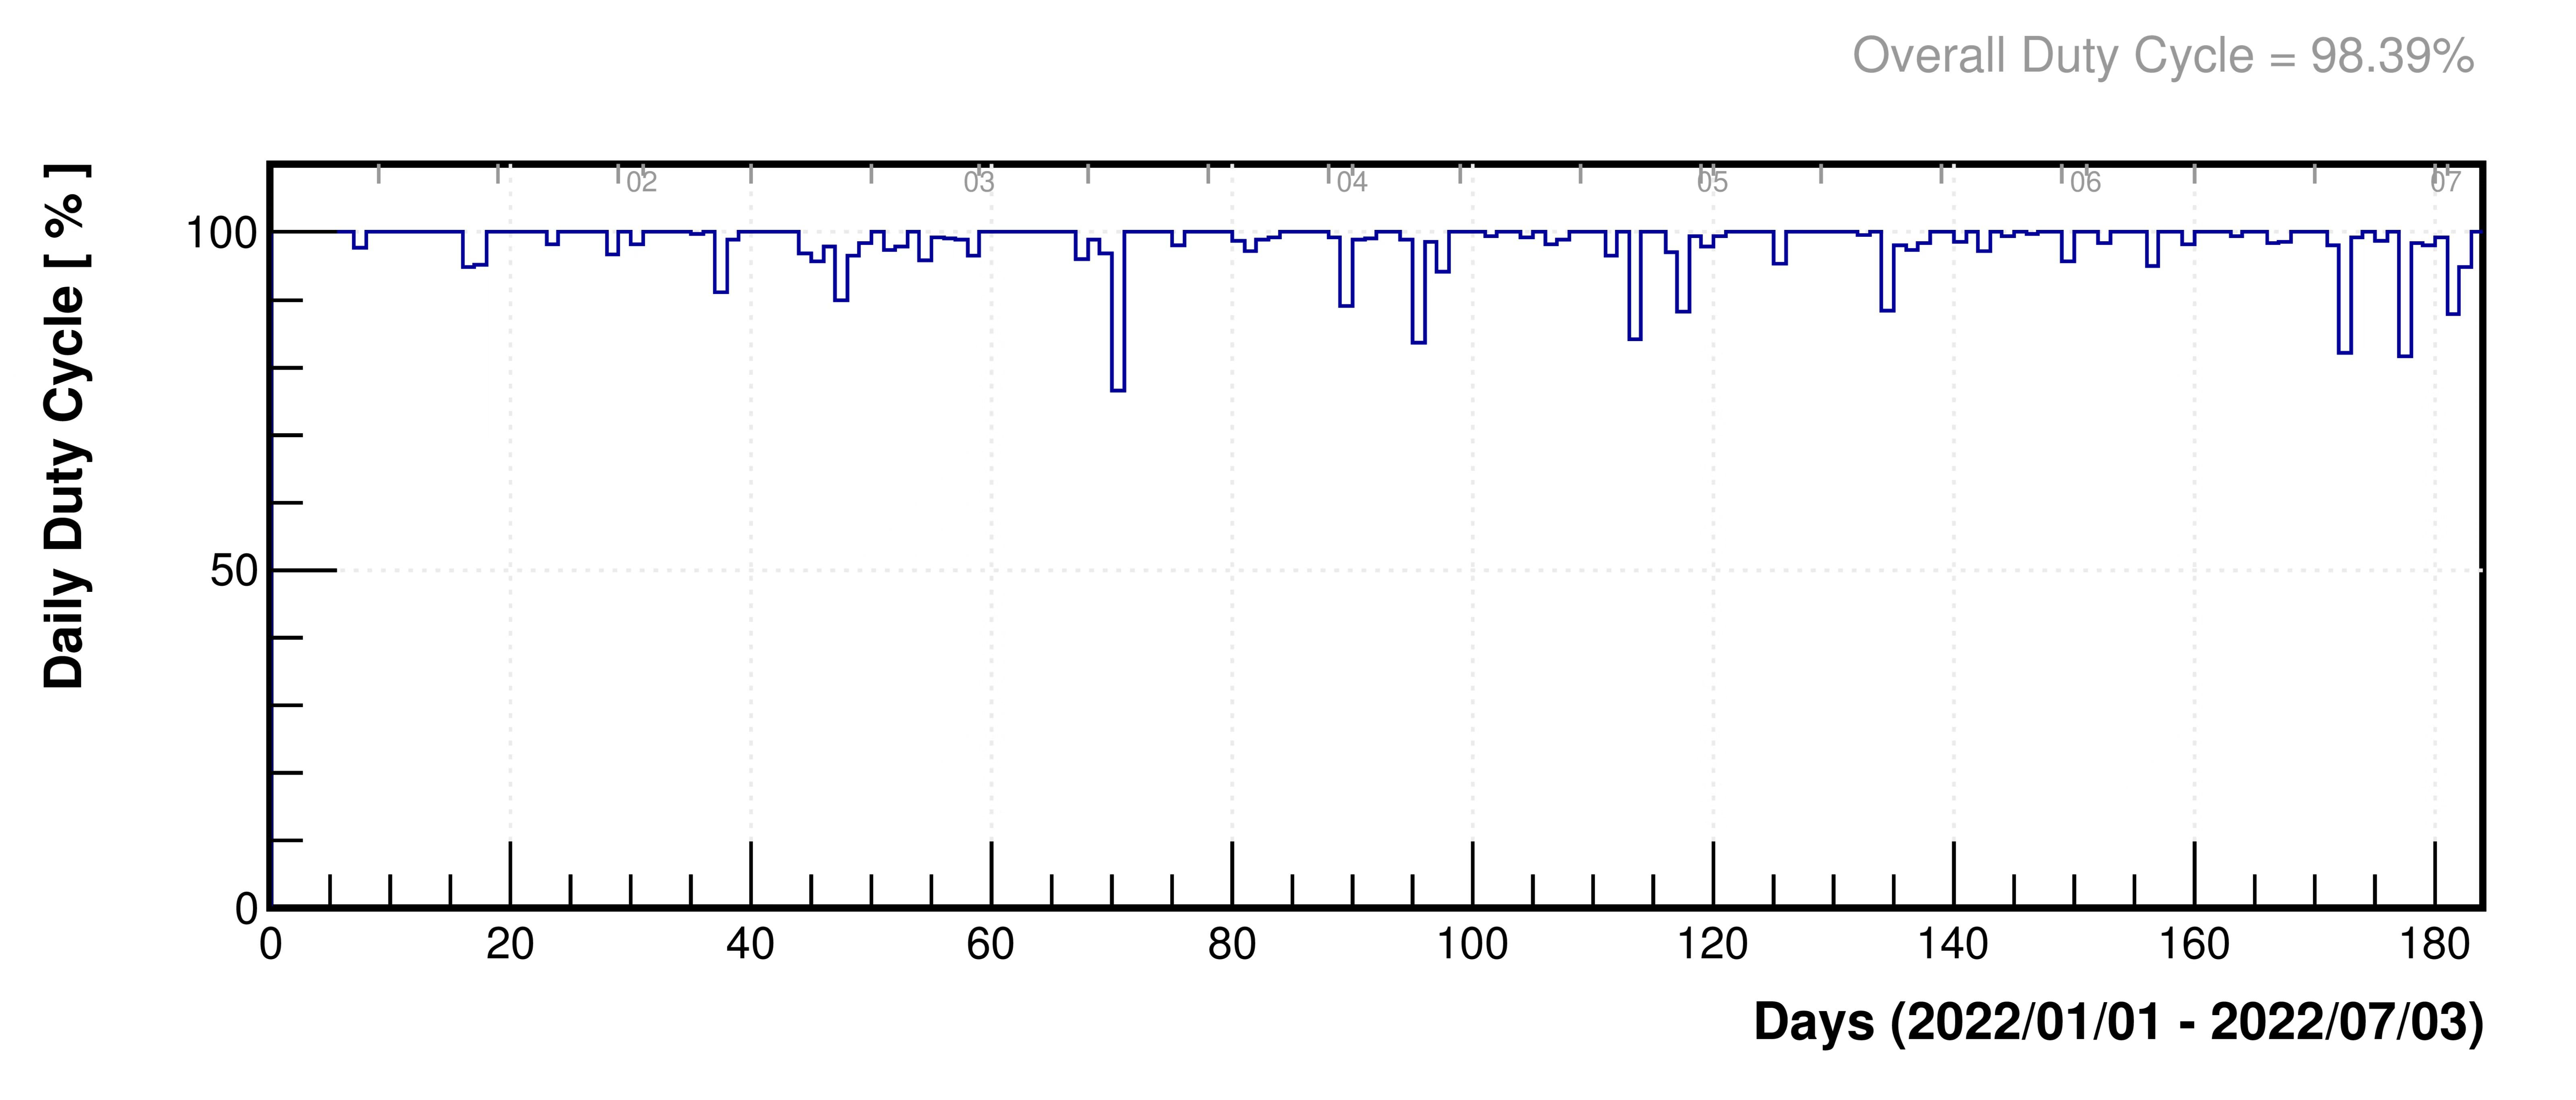 Overall Duty Cycle = 98.39%
Daily Duty Cycle [ % ]
02 03 04 05 06 07
100
50
0
0 20 40 60 80 100 120 140 160 180
Days (2022/01/01 - 2022/07/03)